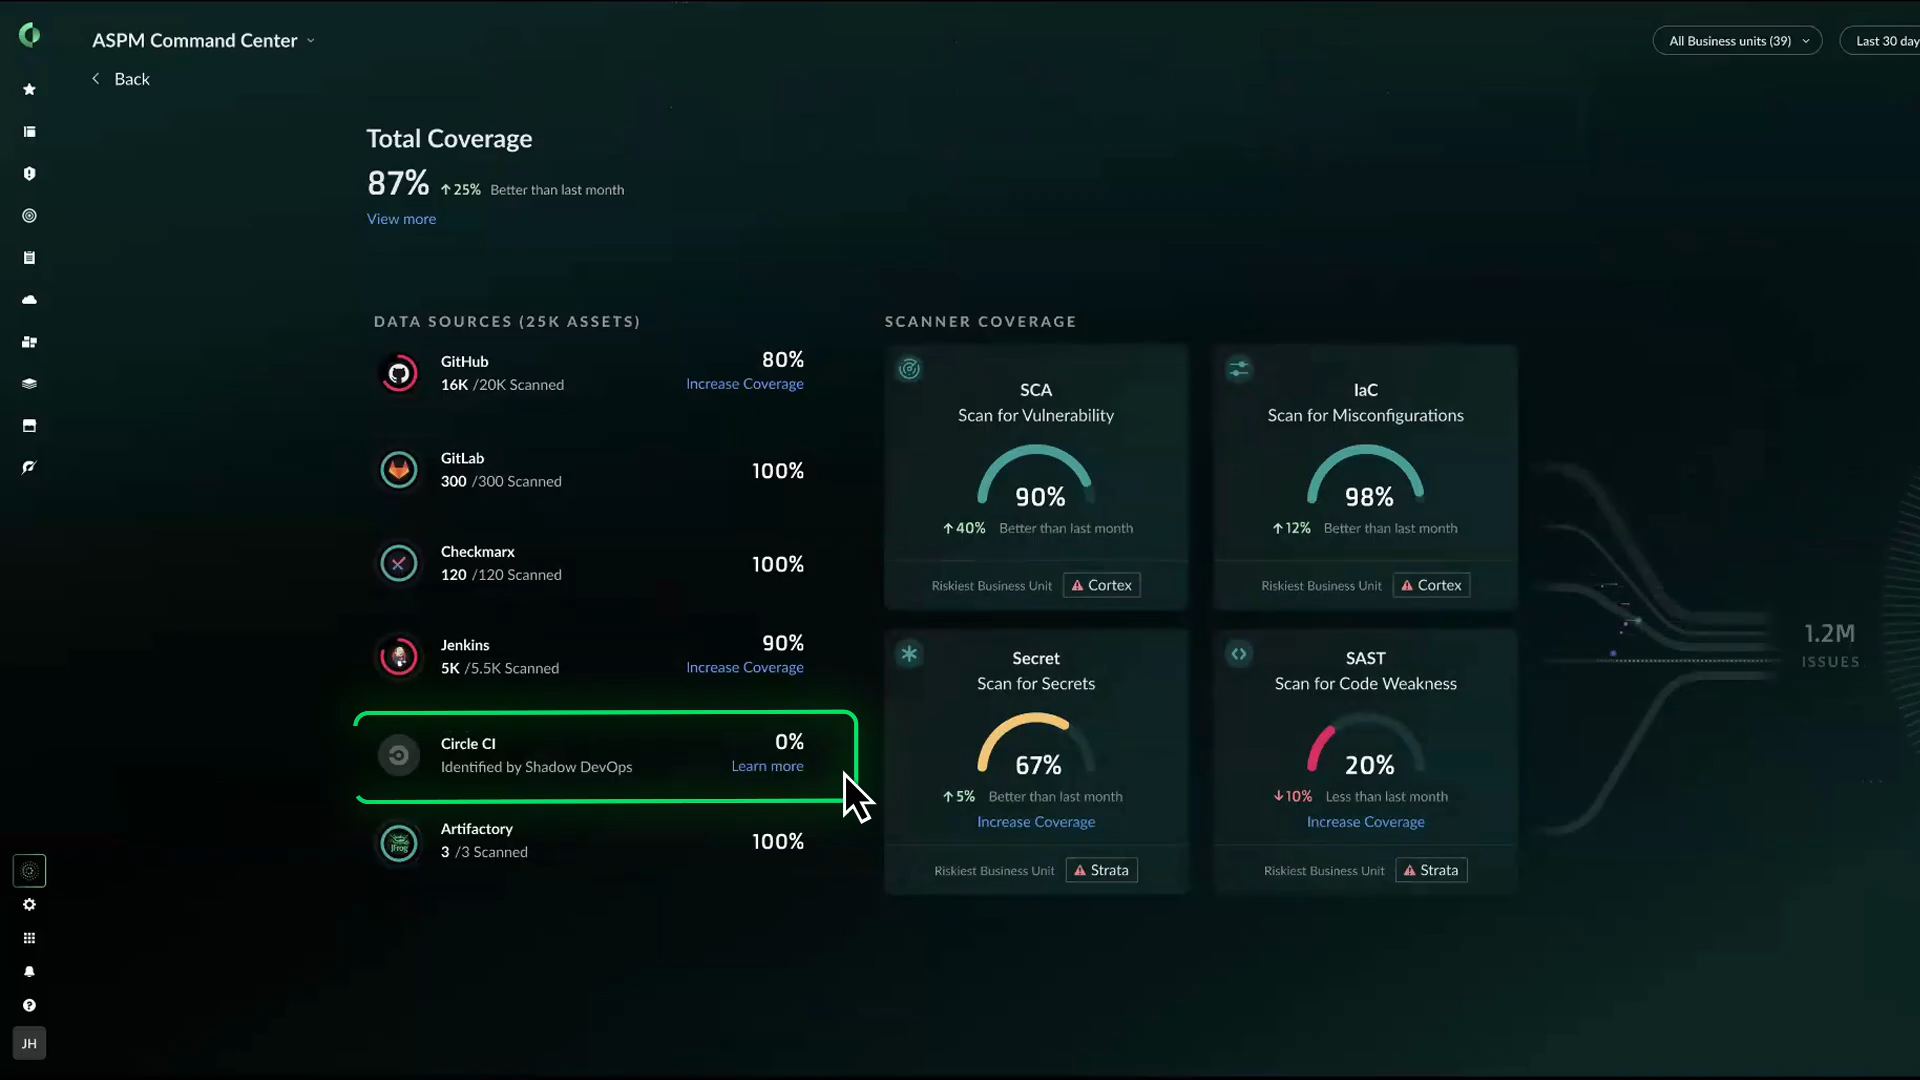 ASPM Command Center
All Business units (39)
Last 30 day
Back
Total Coverage
87% ↑25% Better than last month
View more
DATA SOURCES (25K ASSETS)
GitHub
80%
16K /20K Scanned
Increase Coverage
GitLab
300 /300 Scanned
100%
Checkmarx
120 /120 Scanned
100%
Jenkins
90%
5K /5.5K Scanned
Increase Coverage
Circle CI
0%
Identified by Shadow DevOps
Learn more
JFrog
Artifactory
3 /3 Scanned
100%
SCANNER COVERAGE
SCA
Scan for Vulnerability
90%
↑40% Better than last month
Riskiest Business Unit Cortex
IaC
Scan for Misconfigurations
98%
↑12% Better than last month
Riskiest Business Unit Cortex
Secret
Scan for Secrets
67%
↑5% Better than last month
Increase Coverage
Riskiest Business Unit Strata
SAST
Scan for Code Weakness
20%
↓10% Less than last month
Increase Coverage
Riskiest Business Unit Strata
1.2M
ISSUES
JH